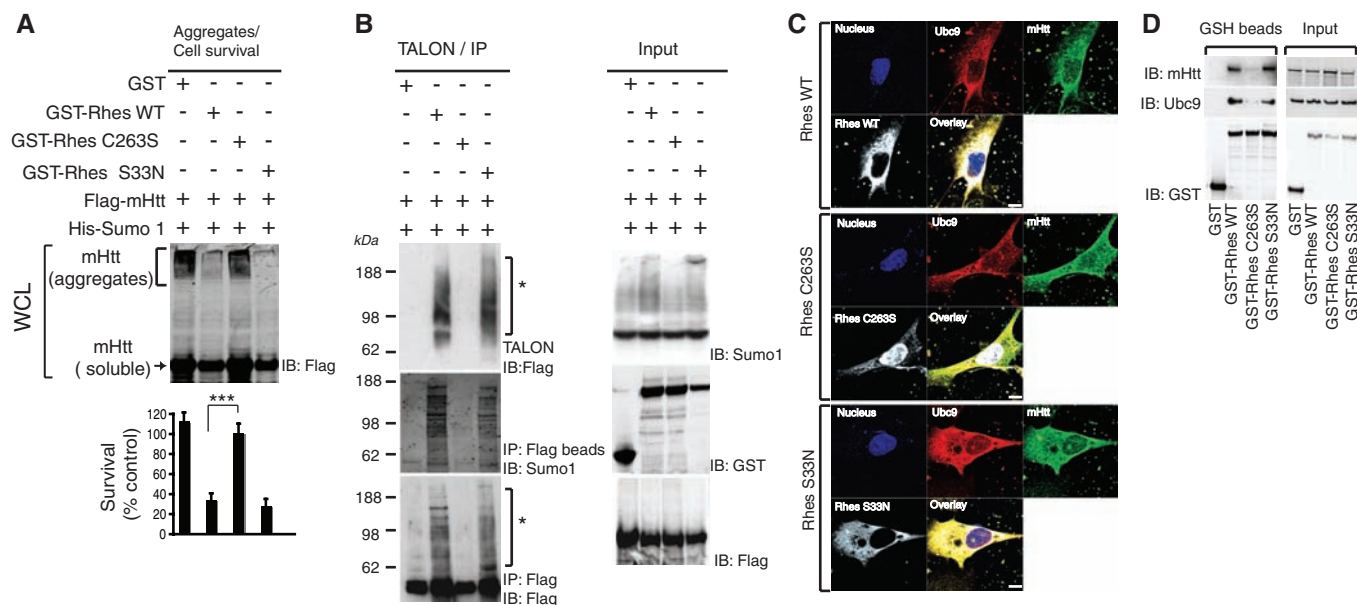 A
Aggregates/
Cell survival
GST + - - -
GST-Rhes WT - + - -
GST-Rhes C263S - - + -
GST-Rhes S33N - - - +
Flag-mHtt + + + +
His-Sumo 1 + + + +
WCL
mHtt
(aggregates)
mHtt
( soluble)
IB: Flag
***
Survival
(% control)
120
100
80
60
40
20
0
B
TALON / IP
Input
+ - - - + - - -
- + - - - + - -
- - + - - - + -
- - - + - - - +
+ + + + + + + +
+ + + + + + + +
kDa
188
98
62
*
TALON
IB:Flag
188
98
62
IP: Flag beads
IB: Sumo1
188
98
62
*
IP: Flag
IB: Flag
IB: Sumo1
IB: GST
IB: Flag
C
Rhes WT
Nucleus
Ubc9
mHtt
Rhes WT
Overlay
Rhes C263S
Nucleus
Ubc9
mHtt
Rhes C263S
Overlay
Rhes S33N
Nucleus
Ubc9
mHtt
Rhes S33N
Overlay
D
GSH beads
Input
IB: mHtt
IB: Ubc9
IB: GST
GST
GST-Rhes WT
GST-Rhes C263S
GST-Rhes S33N
GST
GST-Rhes WT
GST-Rhes C263S
GST-Rhes S33N